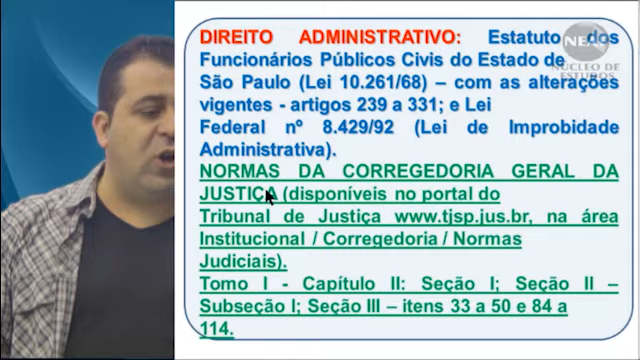 DIREITO ADMINISTRATIVO: Estatuto dos
Funcionários Públicos Civis do Estado de
São Paulo (Lei 10.261/68) – com as alterações
vigentes - artigos 239 a 331; e Lei
Federal nº 8.429/92 (Lei de Improbidade
Administrativa).
NORMAS DA CORREGEDORIA GERAL DA
JUSTIÇA (disponíveis no portal do
Tribunal de Justiça www.tjsp.jus.br, na área
Institucional / Corregedoria / Normas
Judiciais).
Tomo I - Capítulo II: Seção I; Seção II –
Subseção I; Seção III – itens 33 a 50 e 84 a
114.
NÚCLEO DE
ESTUDOS